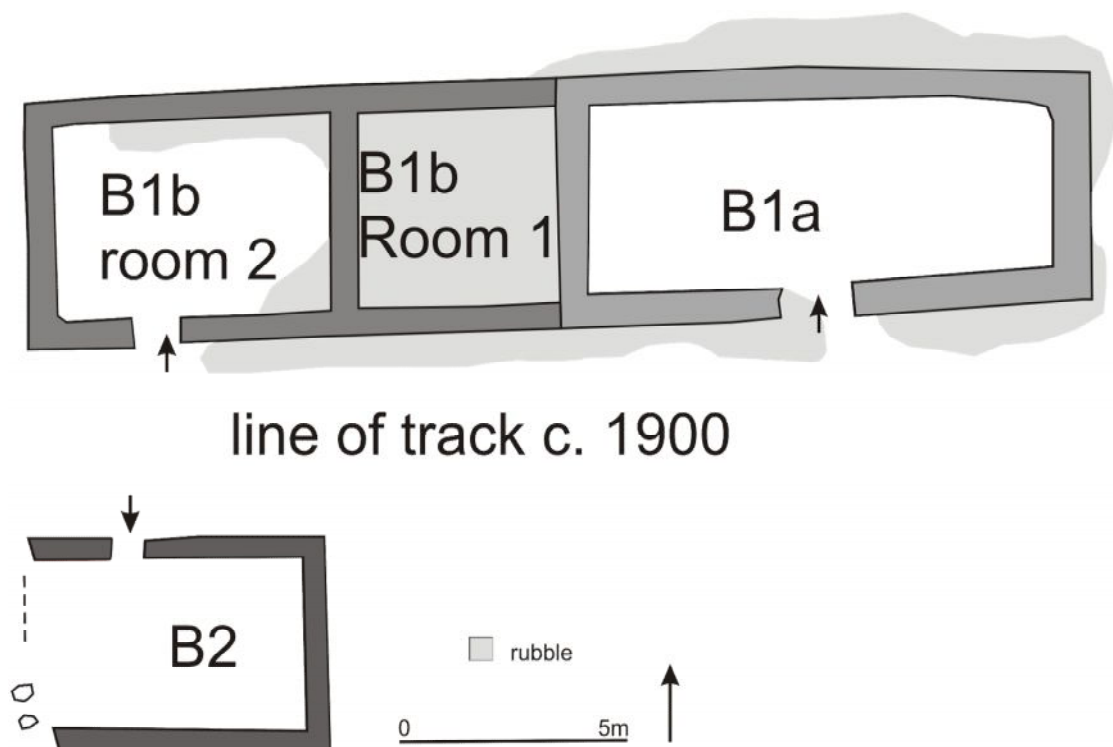 B1b
room 2
B1b
Room 1
B1a
line of track c. 1900
B2
rubble
0 5m